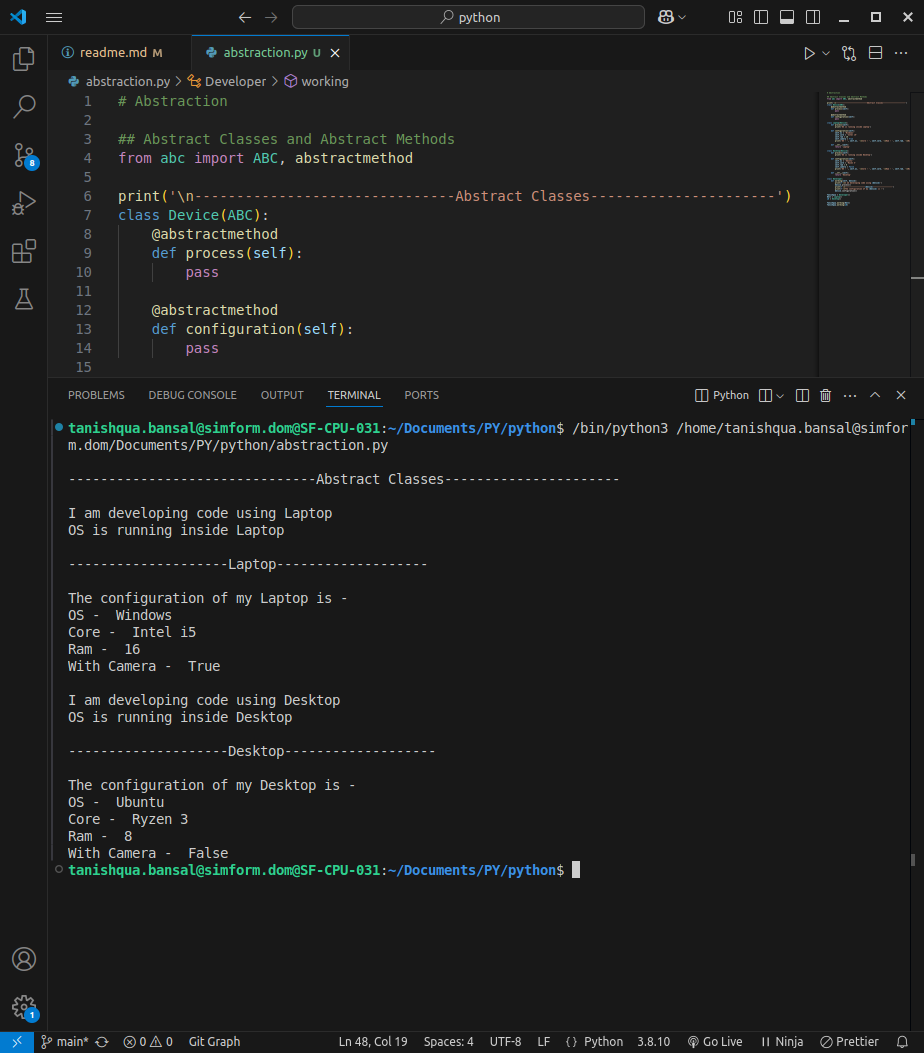 python
readme.md M
abstraction.py U
abstraction.py > Developer > working
1 # Abstraction
2
3 ## Abstract Classes and Abstract Methods
4 from abc import ABC, abstractmethod
5
6 print('\n-------------------------------Abstract Classes----------------------')
7 class Device(ABC):
8     @abstractmethod
9     def process(self):
10         pass
11
12     @abstractmethod
13     def configuration(self):
14         pass
15
PROBLEMS DEBUG CONSOLE OUTPUT TERMINAL PORTS Python
tanishqua.bansal@simform.dom@SF-CPU-031:~/Documents/PY/python$ /bin/python3 /home/tanishqua.bansal@simfor
m.dom/Documents/PY/python/abstraction.py
-------------------------------Abstract Classes----------------------
I am developing code using Laptop
OS is running inside Laptop
--------------------Laptop-------------------
The configuration of my Laptop is -
OS -  Windows
Core -  Intel i5
Ram -  16
With Camera -  True
I am developing code using Desktop
OS is running inside Desktop
--------------------Desktop-------------------
The configuration of my Desktop is -
OS -  Ubuntu
Core -  Ryzen 3
Ram -  8
With Camera -  False
tanishqua.bansal@simform.dom@SF-CPU-031:~/Documents/PY/python$
8
1
main* 0 0 Git Graph Ln 48, Col 19 Spaces: 4 UTF-8 LF {} Python 3.8.10 Go Live Ninja Prettier